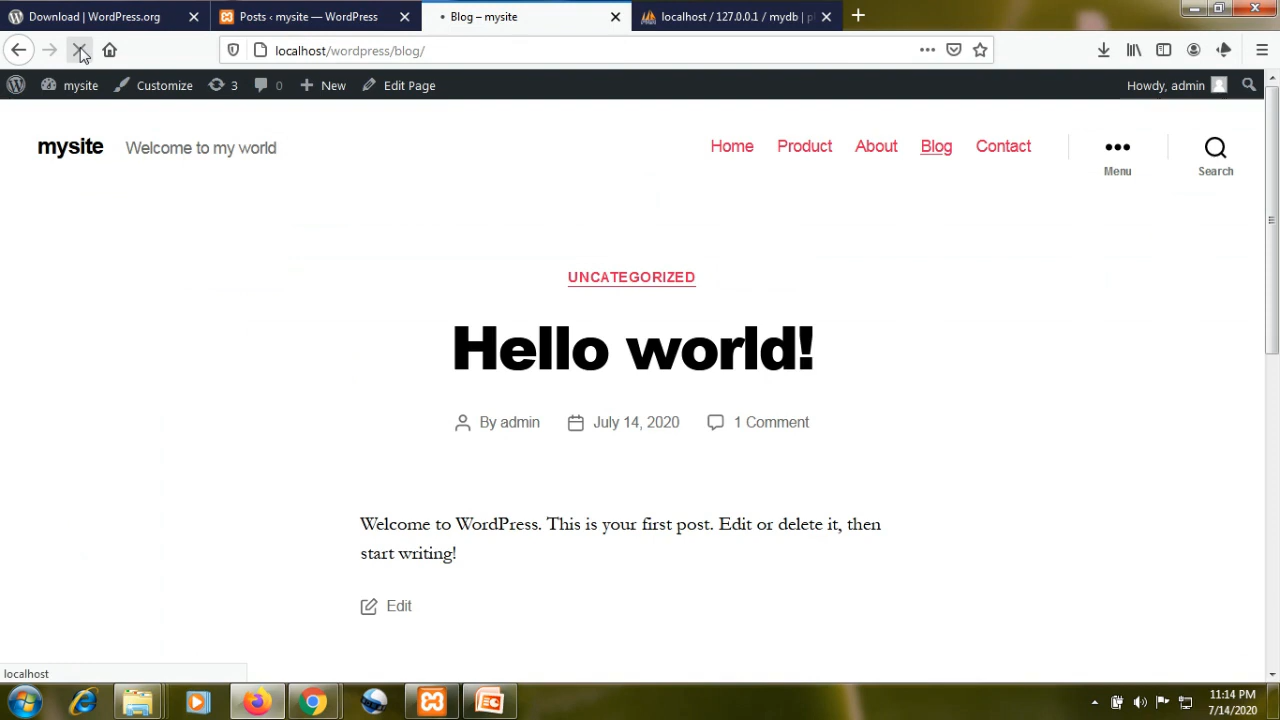 Download | WordPress.org
Posts ‹ mysite — WordPress
Blog – mysite
localhost / 127.0.0.1 / mydb | pl
localhost/wordpress/blog/
mysite
Customize
3
0
New
Edit Page
Howdy, admin
mysite
Welcome to my world
Home
Product
About
Blog
Contact
Menu
Search
UNCATEGORIZED
Hello world!
By admin
July 14, 2020
1 Comment
Welcome to WordPress. This is your first post. Edit or delete it, then
start writing!
Edit
localhost
11:14 PM
7/14/2020